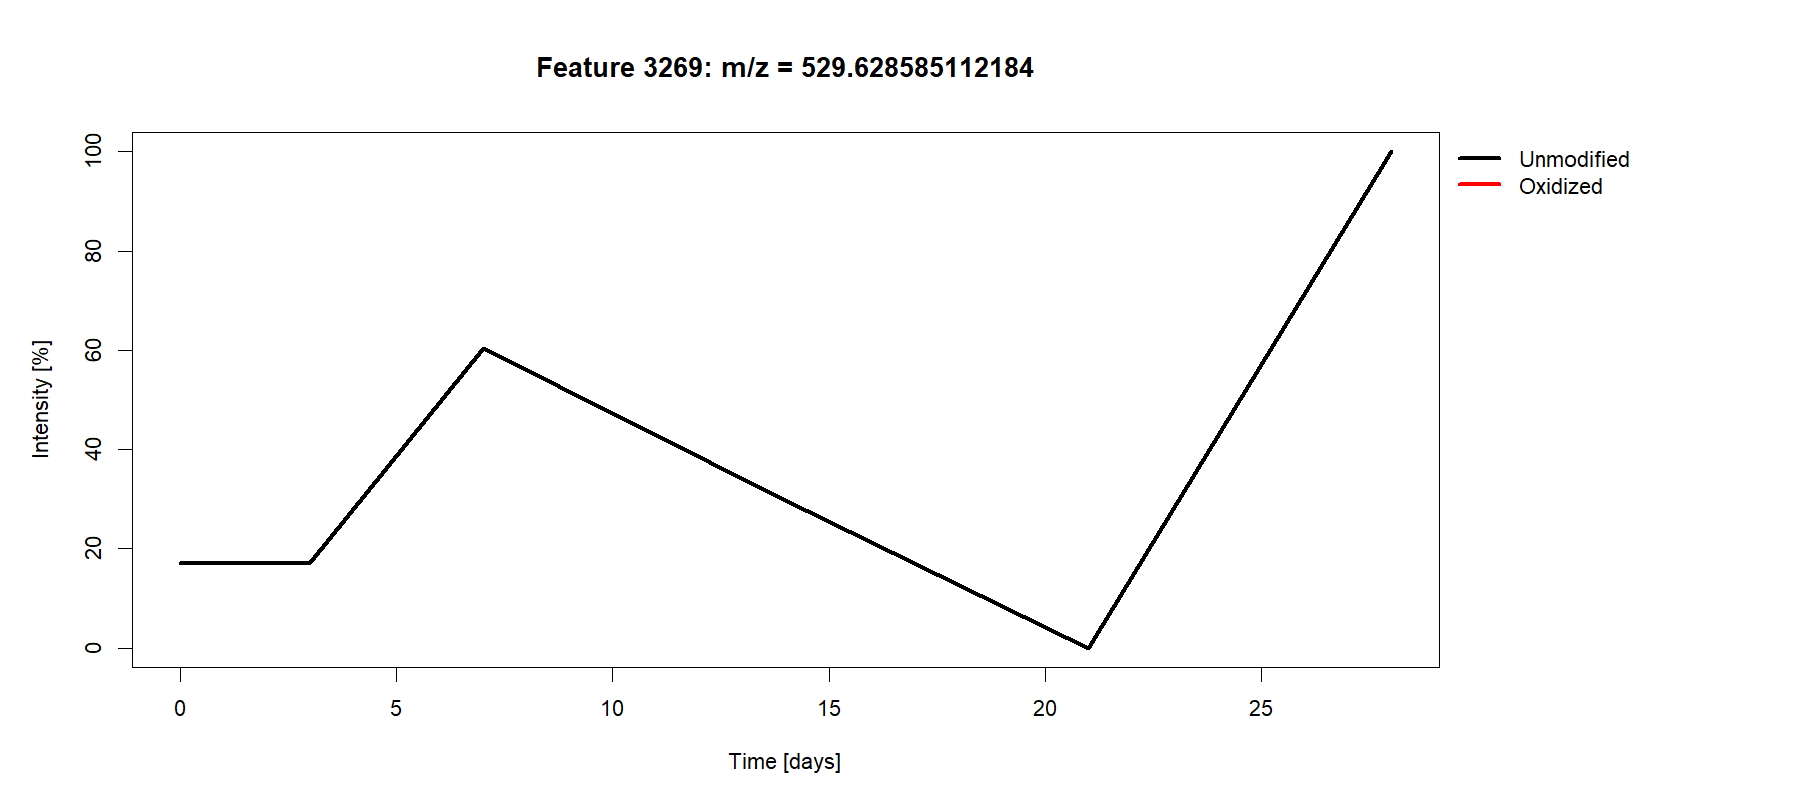 Feature 3269: m/z = 529.628585112184
Unmodified
Oxidized
Intensity [%]
100
80
60
40
20
0
0 5 10 15 20 25
Time [days]